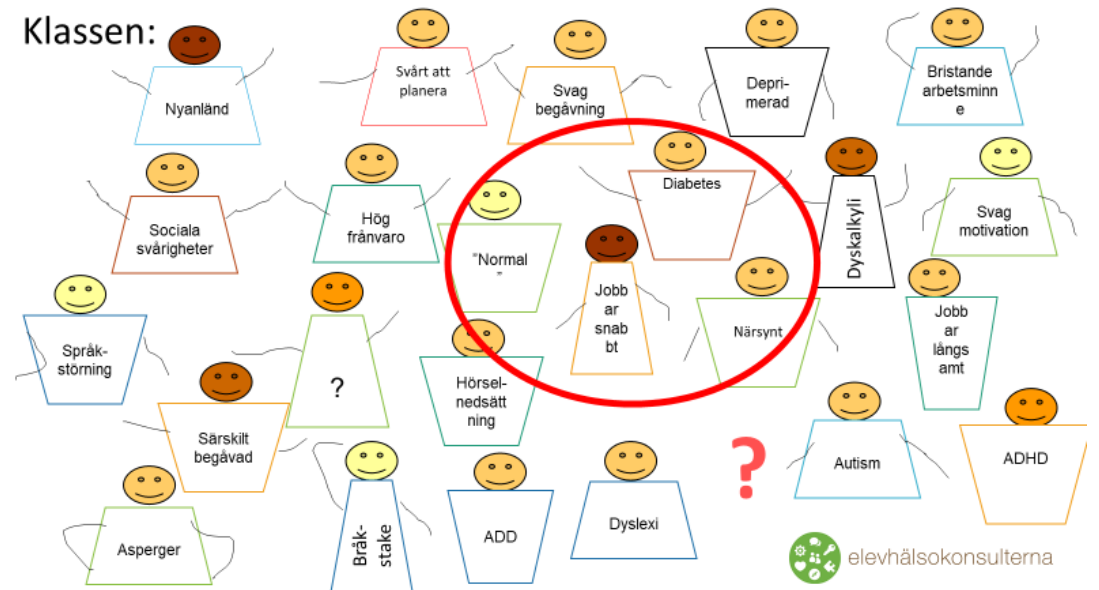 Klassen:
Nyanländ
Svårt att
planera
Svag
begåvning
Depri-
merad
Bristande
arbetsminn
e
Sociala
svårigheter
Hög
frånvaro
"Normal
"
Diabetes
Jobb
ar
snab
bt
Närsynt
Dyskalkyli
Svag
motivation
Språk-
störning
?
Hörsel-
nedsätt
ning
Jobb
ar
långs
amt
Särskilt
begåvad
Asperger
Bråk-
stake
ADD
Dyslexi
?
Autism
ADHD
elevhälsokonsulterna